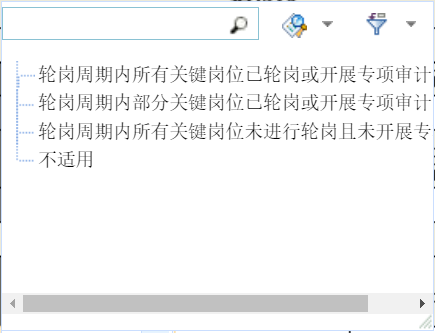 轮岗周期内所有关键岗位已轮岗或开展专项审计
轮岗周期内部分关键岗位已轮岗或开展专项审计
轮岗周期内所有关键岗位未进行轮岗且未开展专
不适用